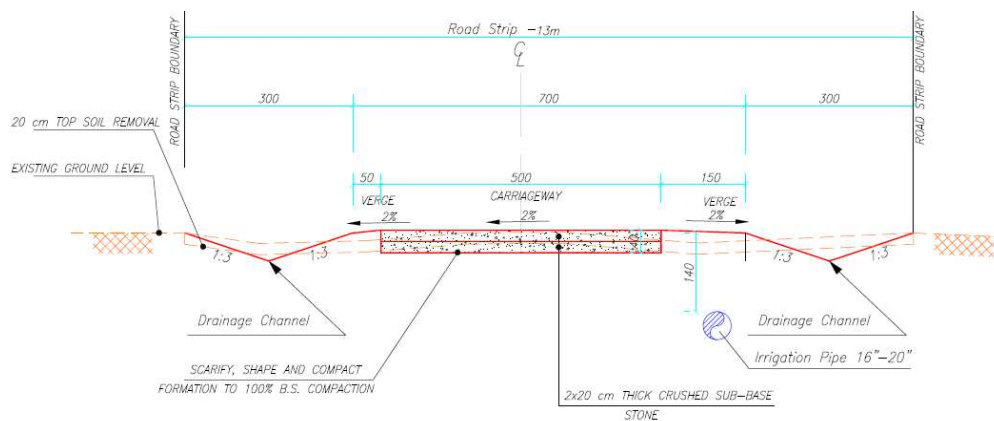 Road Strip -13m
ROAD STRIP BOUNDARY
ROAD STRIP BOUNDARY
CL
300
700
300
20 cm TOP SOIL REMOVAL
EXISTING GROUND LEVEL
50
500
150
VERGE
CARRIAGEWAY
VERGE
2%
2%
2%
1:3
1:3
40
140
1:3
1:3
Drainage Channel
Drainage Channel
Irrigation Pipe 16"-20"
SCARIFY, SHAPE AND COMPACT
FORMATION TO 100% B.S. COMPACTION
2x20 cm THICK CRUSHED SUB-BASE
STONE